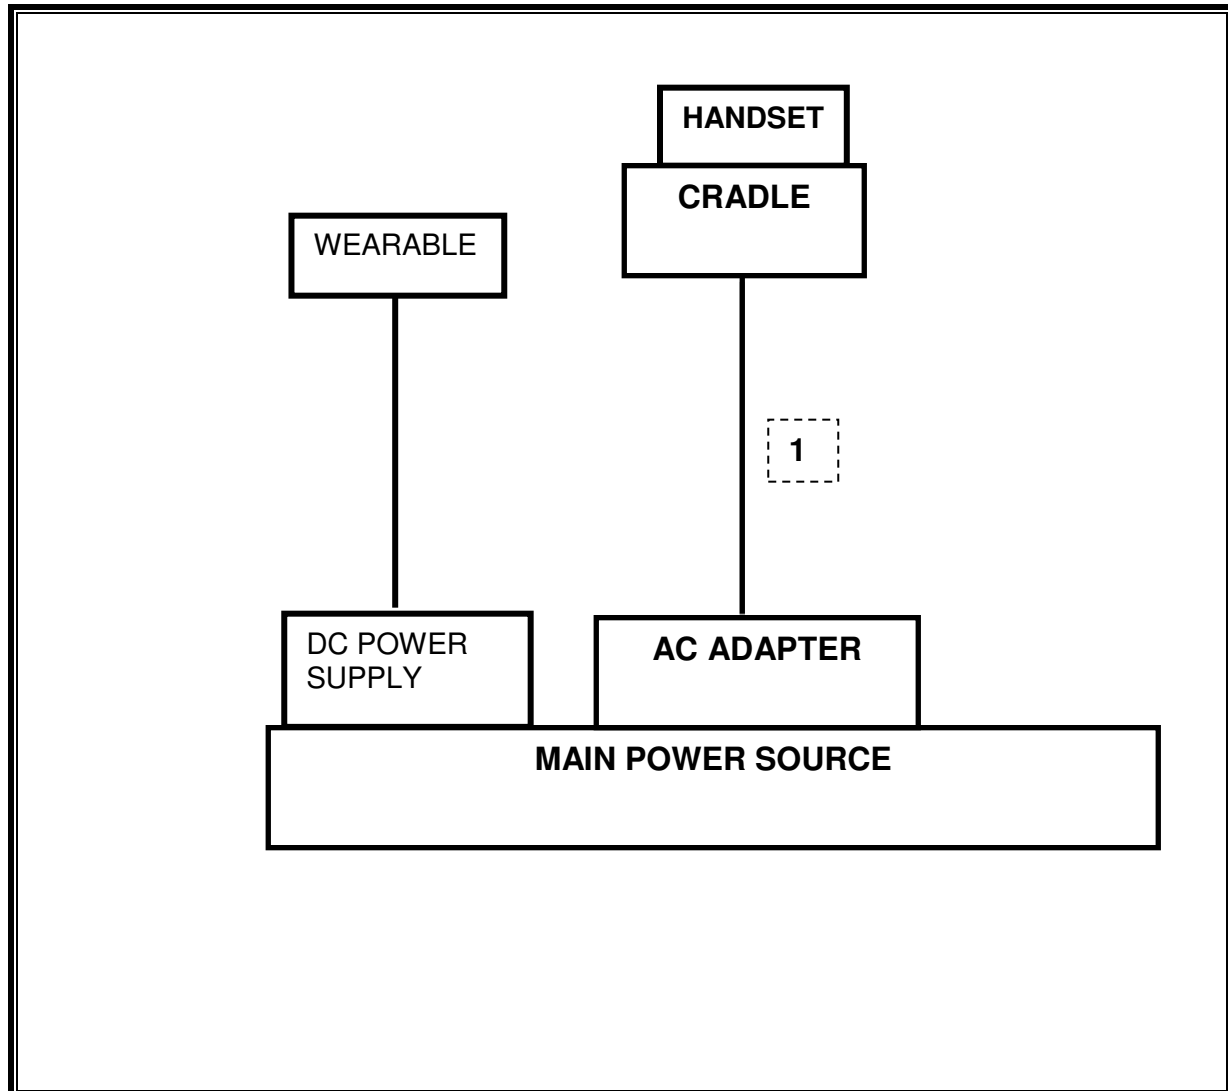 HANDSET
CRADLE
WEARABLE
1
DC POWER
SUPPLY
AC ADAPTER
MAIN POWER SOURCE